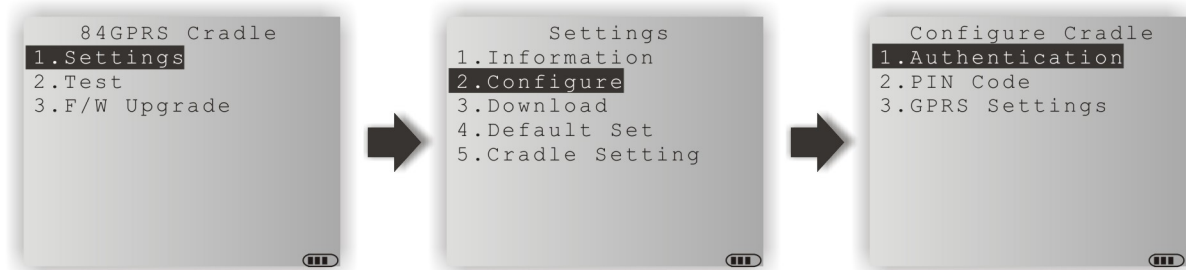 84GPRS Cradle
1.Settings
2.Test
3.F/W Upgrade
Settings
1.Information
2.Configure
3.Download
4.Default Set
5.Cradle Setting
Configure Cradle
1.Authentication
2.PIN Code
3.GPRS Settings